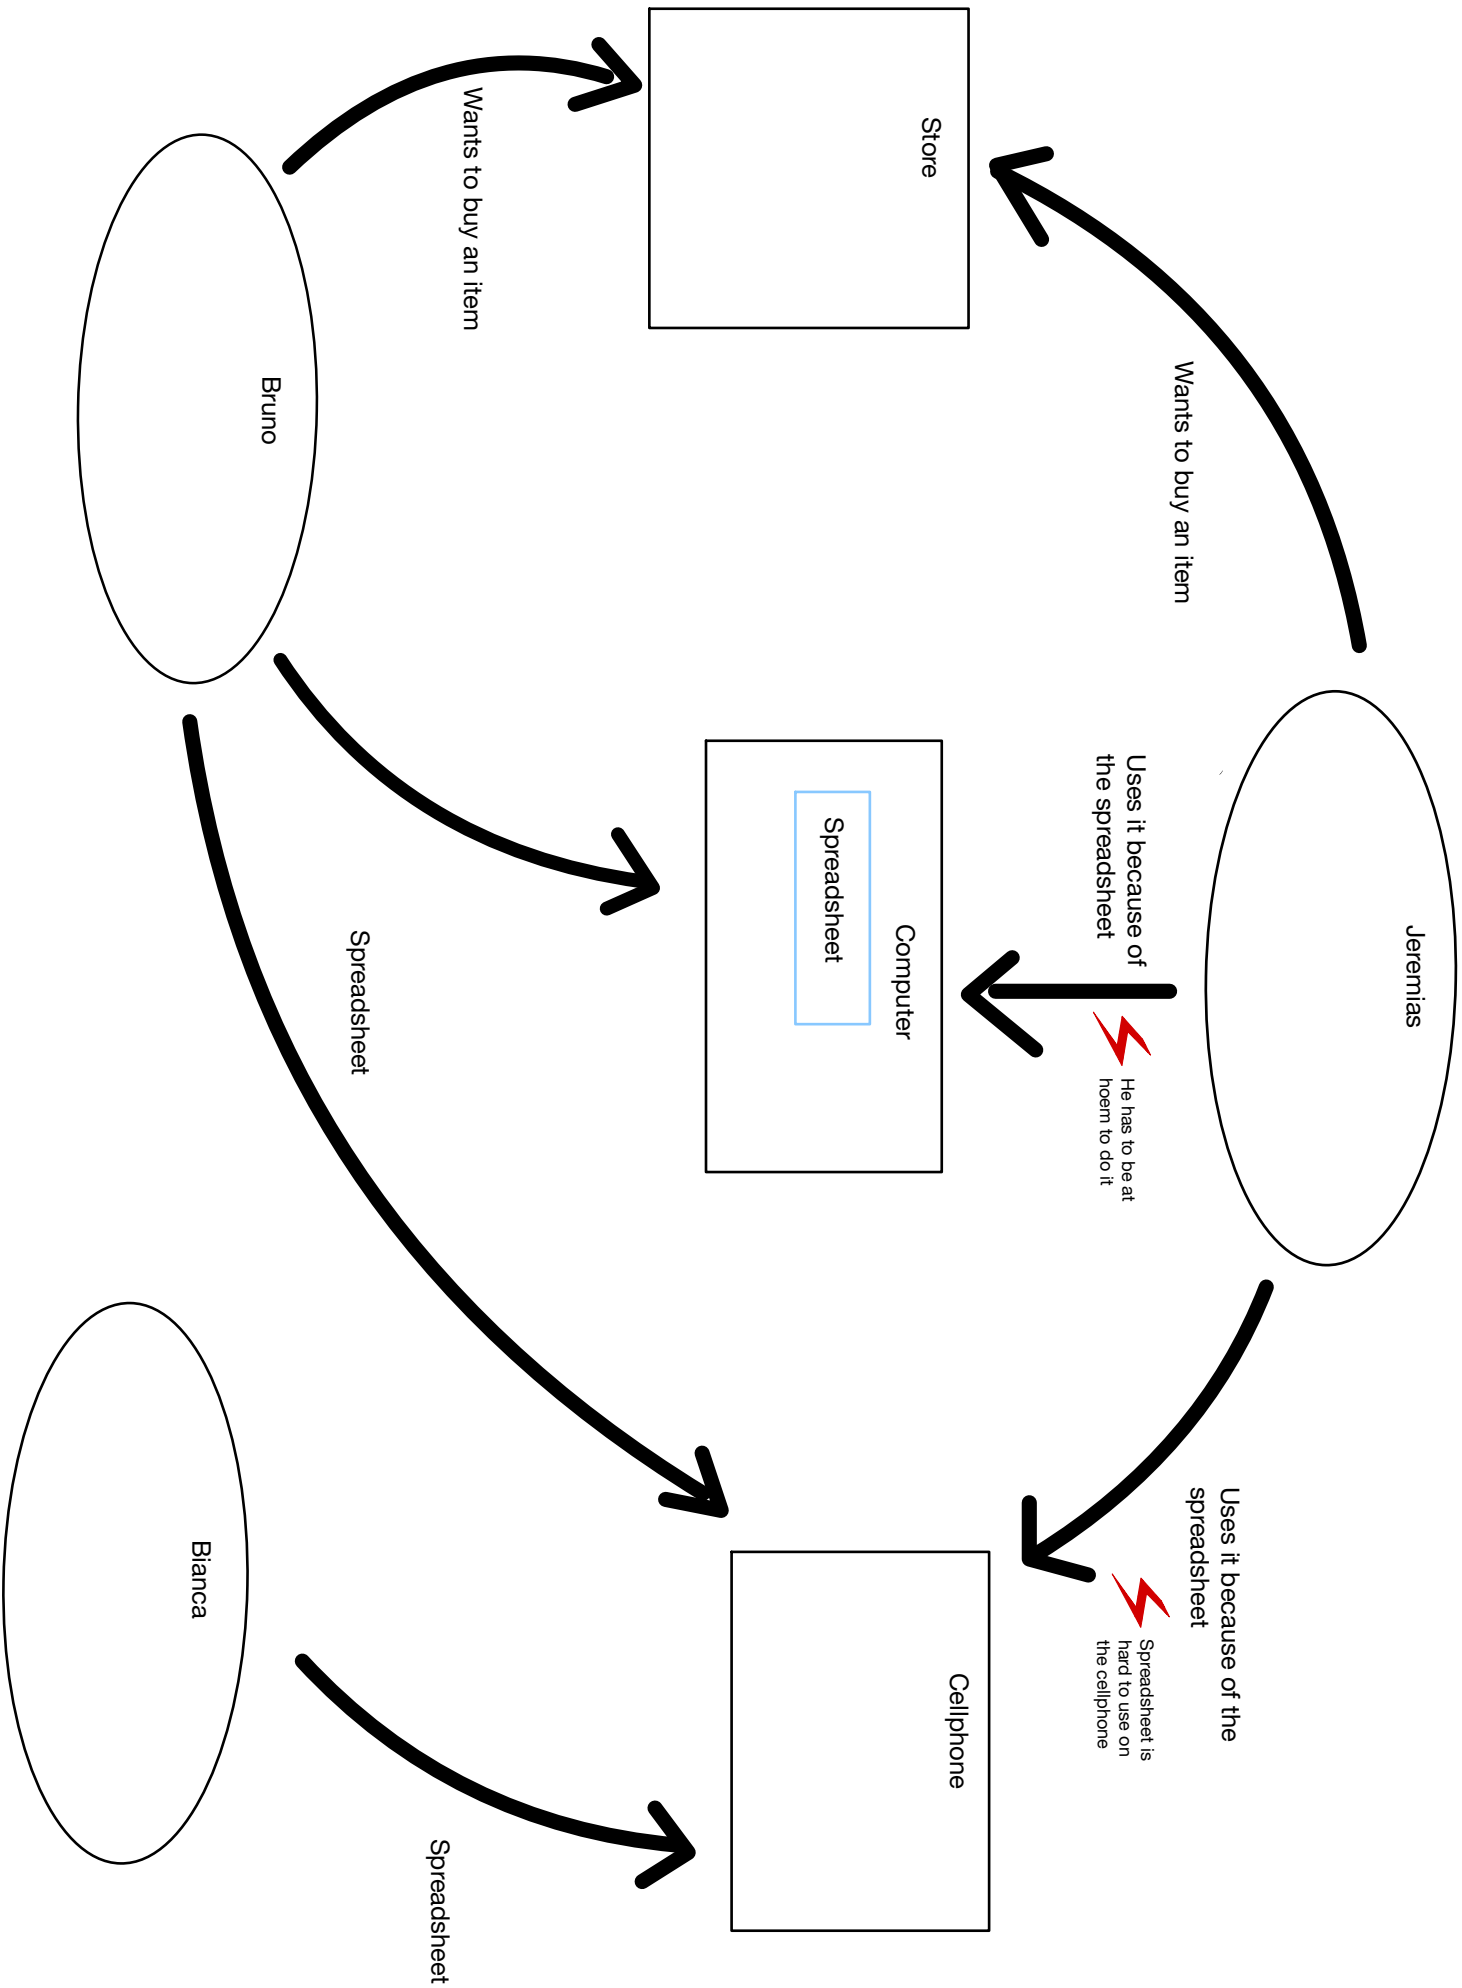 Jeremias
Wants to buy an item
Uses it because of
the spreadsheet
He has to be at
hoem to do it
Uses it because of the
spreadsheet
Spreadsheet is
hard to use on
the cellphone
Store
Computer
Spreadsheet
Cellphone
Wants to buy an item
Spreadsheet
Spreadsheet
Bruno
Bianca